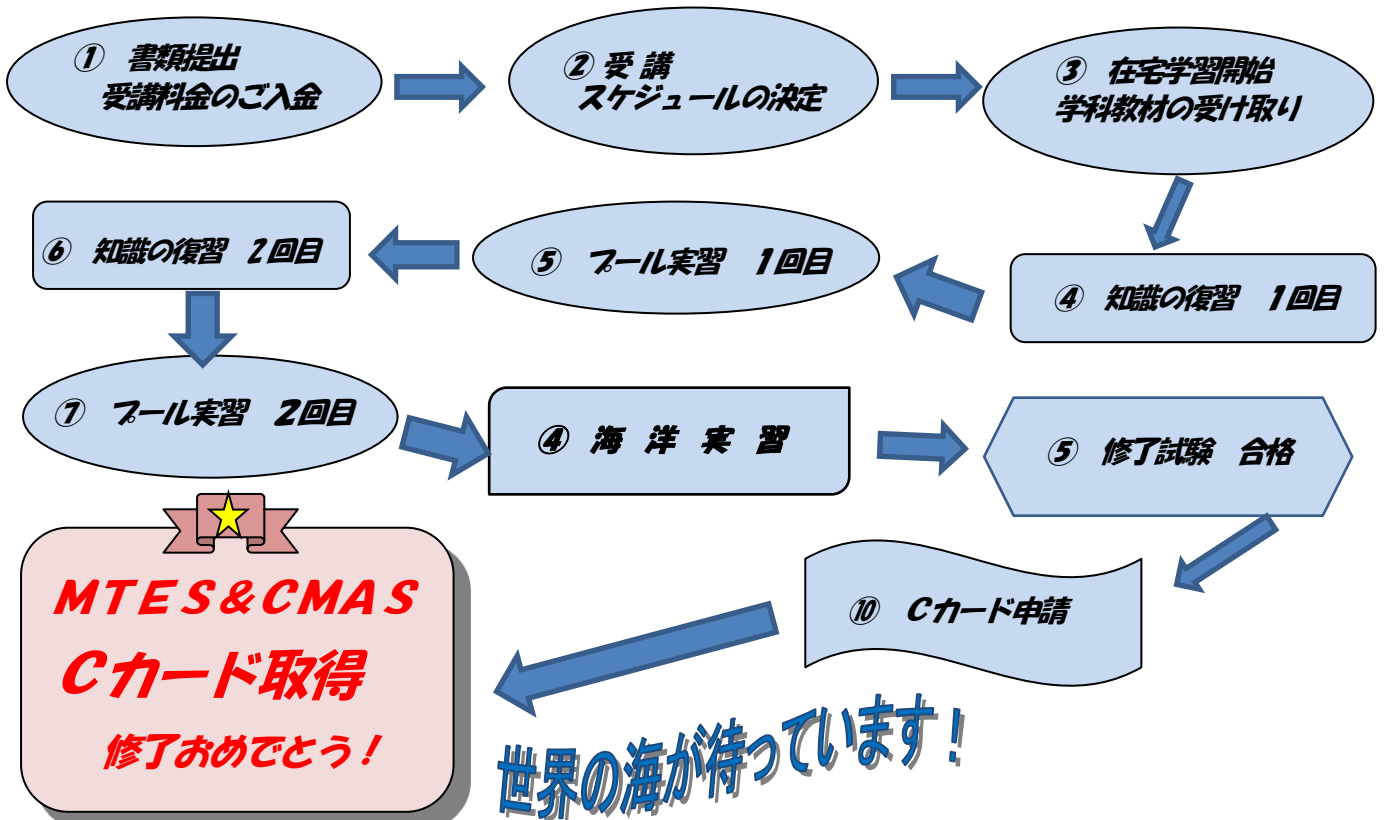 ① 書類提出
受講料金のご入金
② 受 講
スケジュールの決定
③ 在宅学習開始
学科教材の受け取り
④ 知識の復習 1回目
⑤ プール実習 1回目
⑥ 知識の復習 2回目
⑦ プール実習 2回目
④ 海 洋 実 習
⑤ 修了試験 合格
⑩ Cカード申請
MTES&CMAS
Cカード取得
修了おめでとう!
世界の海が待っています!